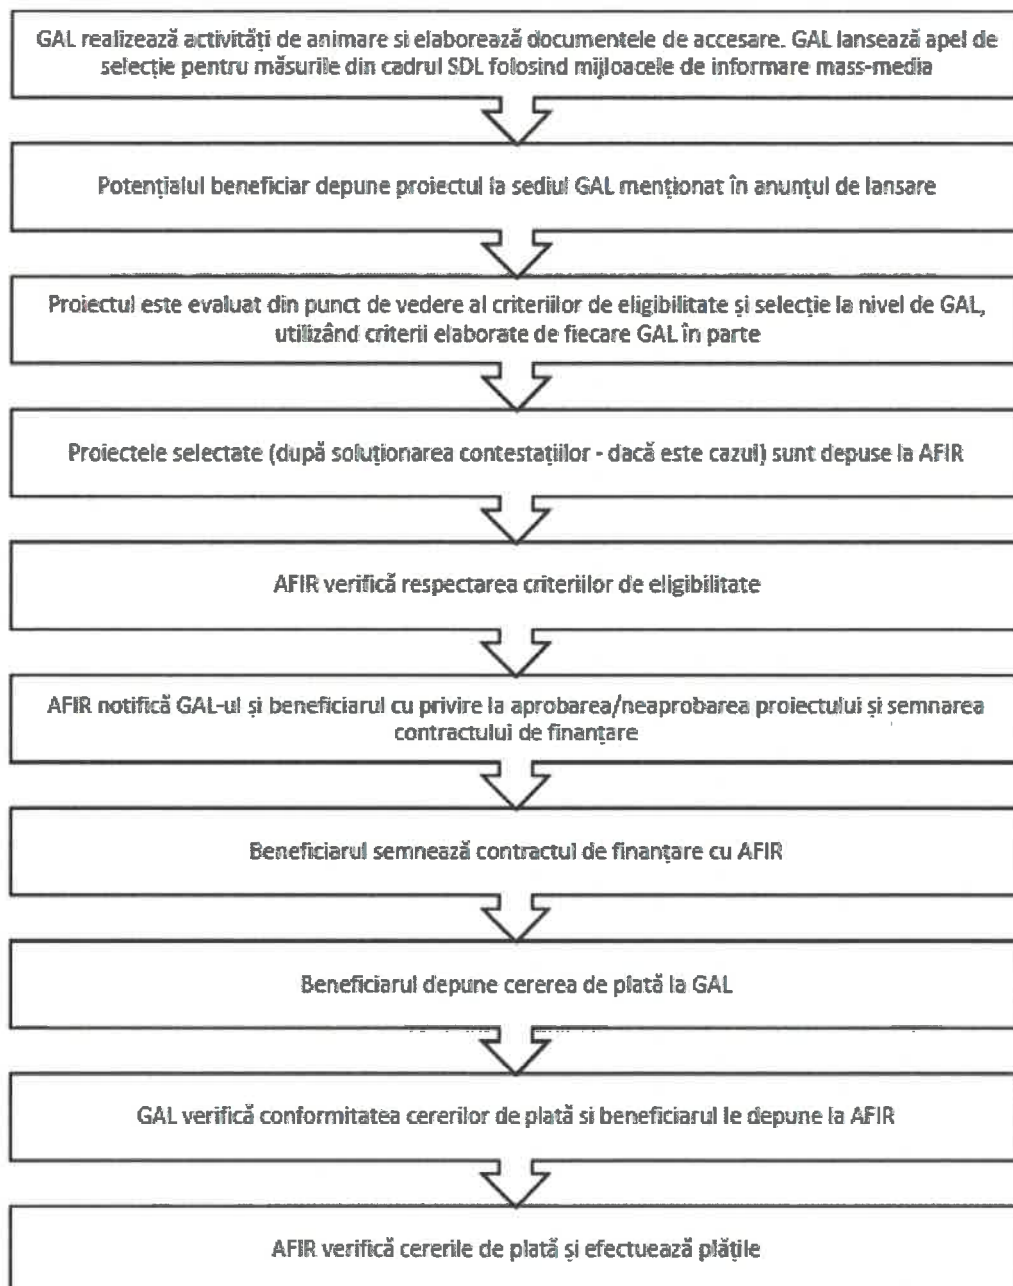 GAL realizează activități de animare si elaborează documentele de accesare. GAL lansează apel de
selecție pentru măsurile din cadrul SDL folosind mijloacele de informare mass-media
Potențialul beneficiar depune proiectul la sediul GAL menționat în anunțul de lansare
Proiectul este evaluat din punct de vedere al criteriilor de eligibilitate și selecție la nivel de GAL,
utilizând criterii elaborate de fiecare GAL în parte
Proiectele selectate (după soluționarea contestațiilor - dacă este cazul) sunt depuse la AFIR
AFIR verifică respectarea criteriilor de eligibilitate
AFIR notifică GAL-ul și beneficiarul cu privire la aprobarea/neaprobarea proiectului și semnarea
contractului de finanțare
Beneficiarul semnează contractul de finanțare cu AFIR
Beneficiarul depune cererea de plată la GAL
GAL verifică conformitatea cererilor de plată si beneficiarul le depune la AFIR
AFIR verifică cererile de plată și efectuează plățile